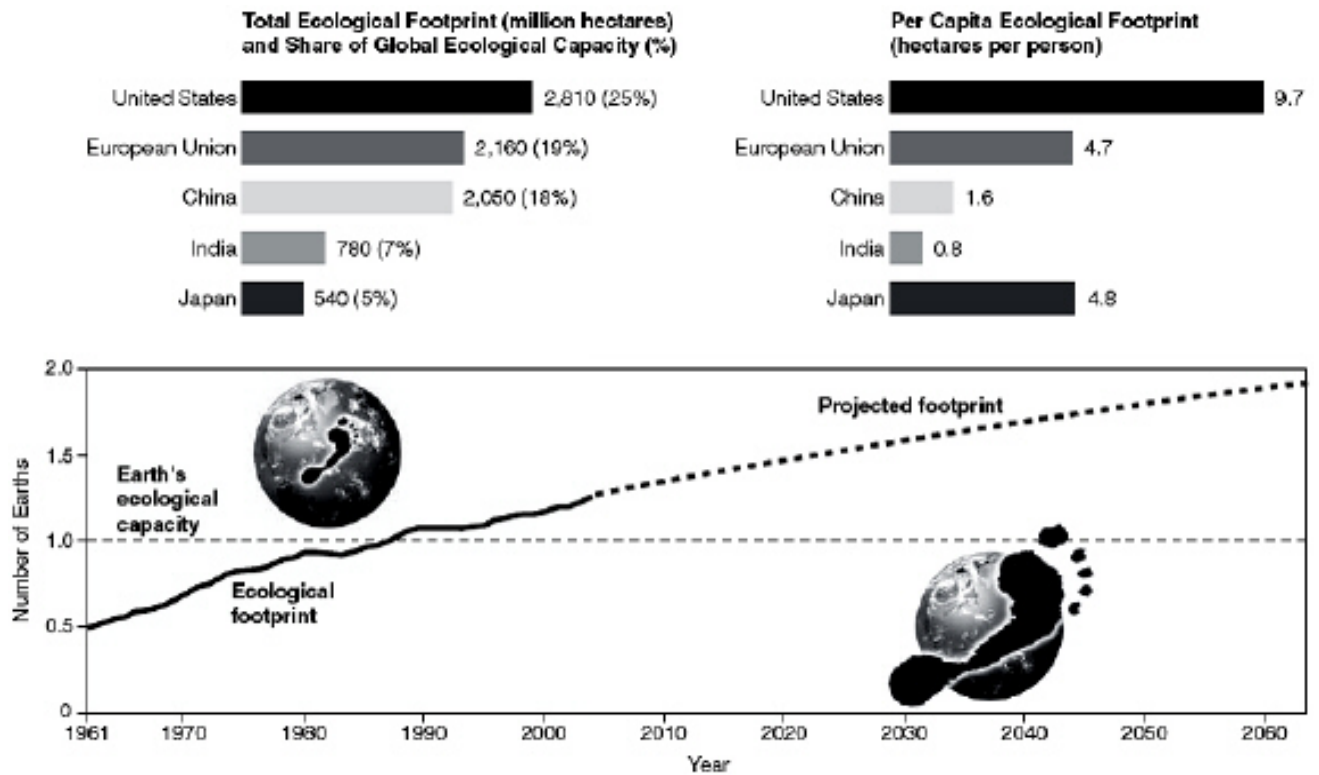 Total Ecological Footprint (million hectares)
and Share of Global Ecological Capacity (%)
United States 2,810 (25%)
European Union 2,160 (19%)
China 2,050 (18%)
India 780 (7%)
Japan 540 (5%)
Per Capita Ecological Footprint
(hectares per person)
United States 9.7
European Union 4.7
China 1.6
India 0.8
Japan 4.8
2.0
1.5
1.0
0.5
0
Number of Earths
Earth's
ecological
capacity
Ecological
footprint
Projected footprint
1961 1970 1980 1990 2000 2010 2020 2030 2040 2050 2060
Year